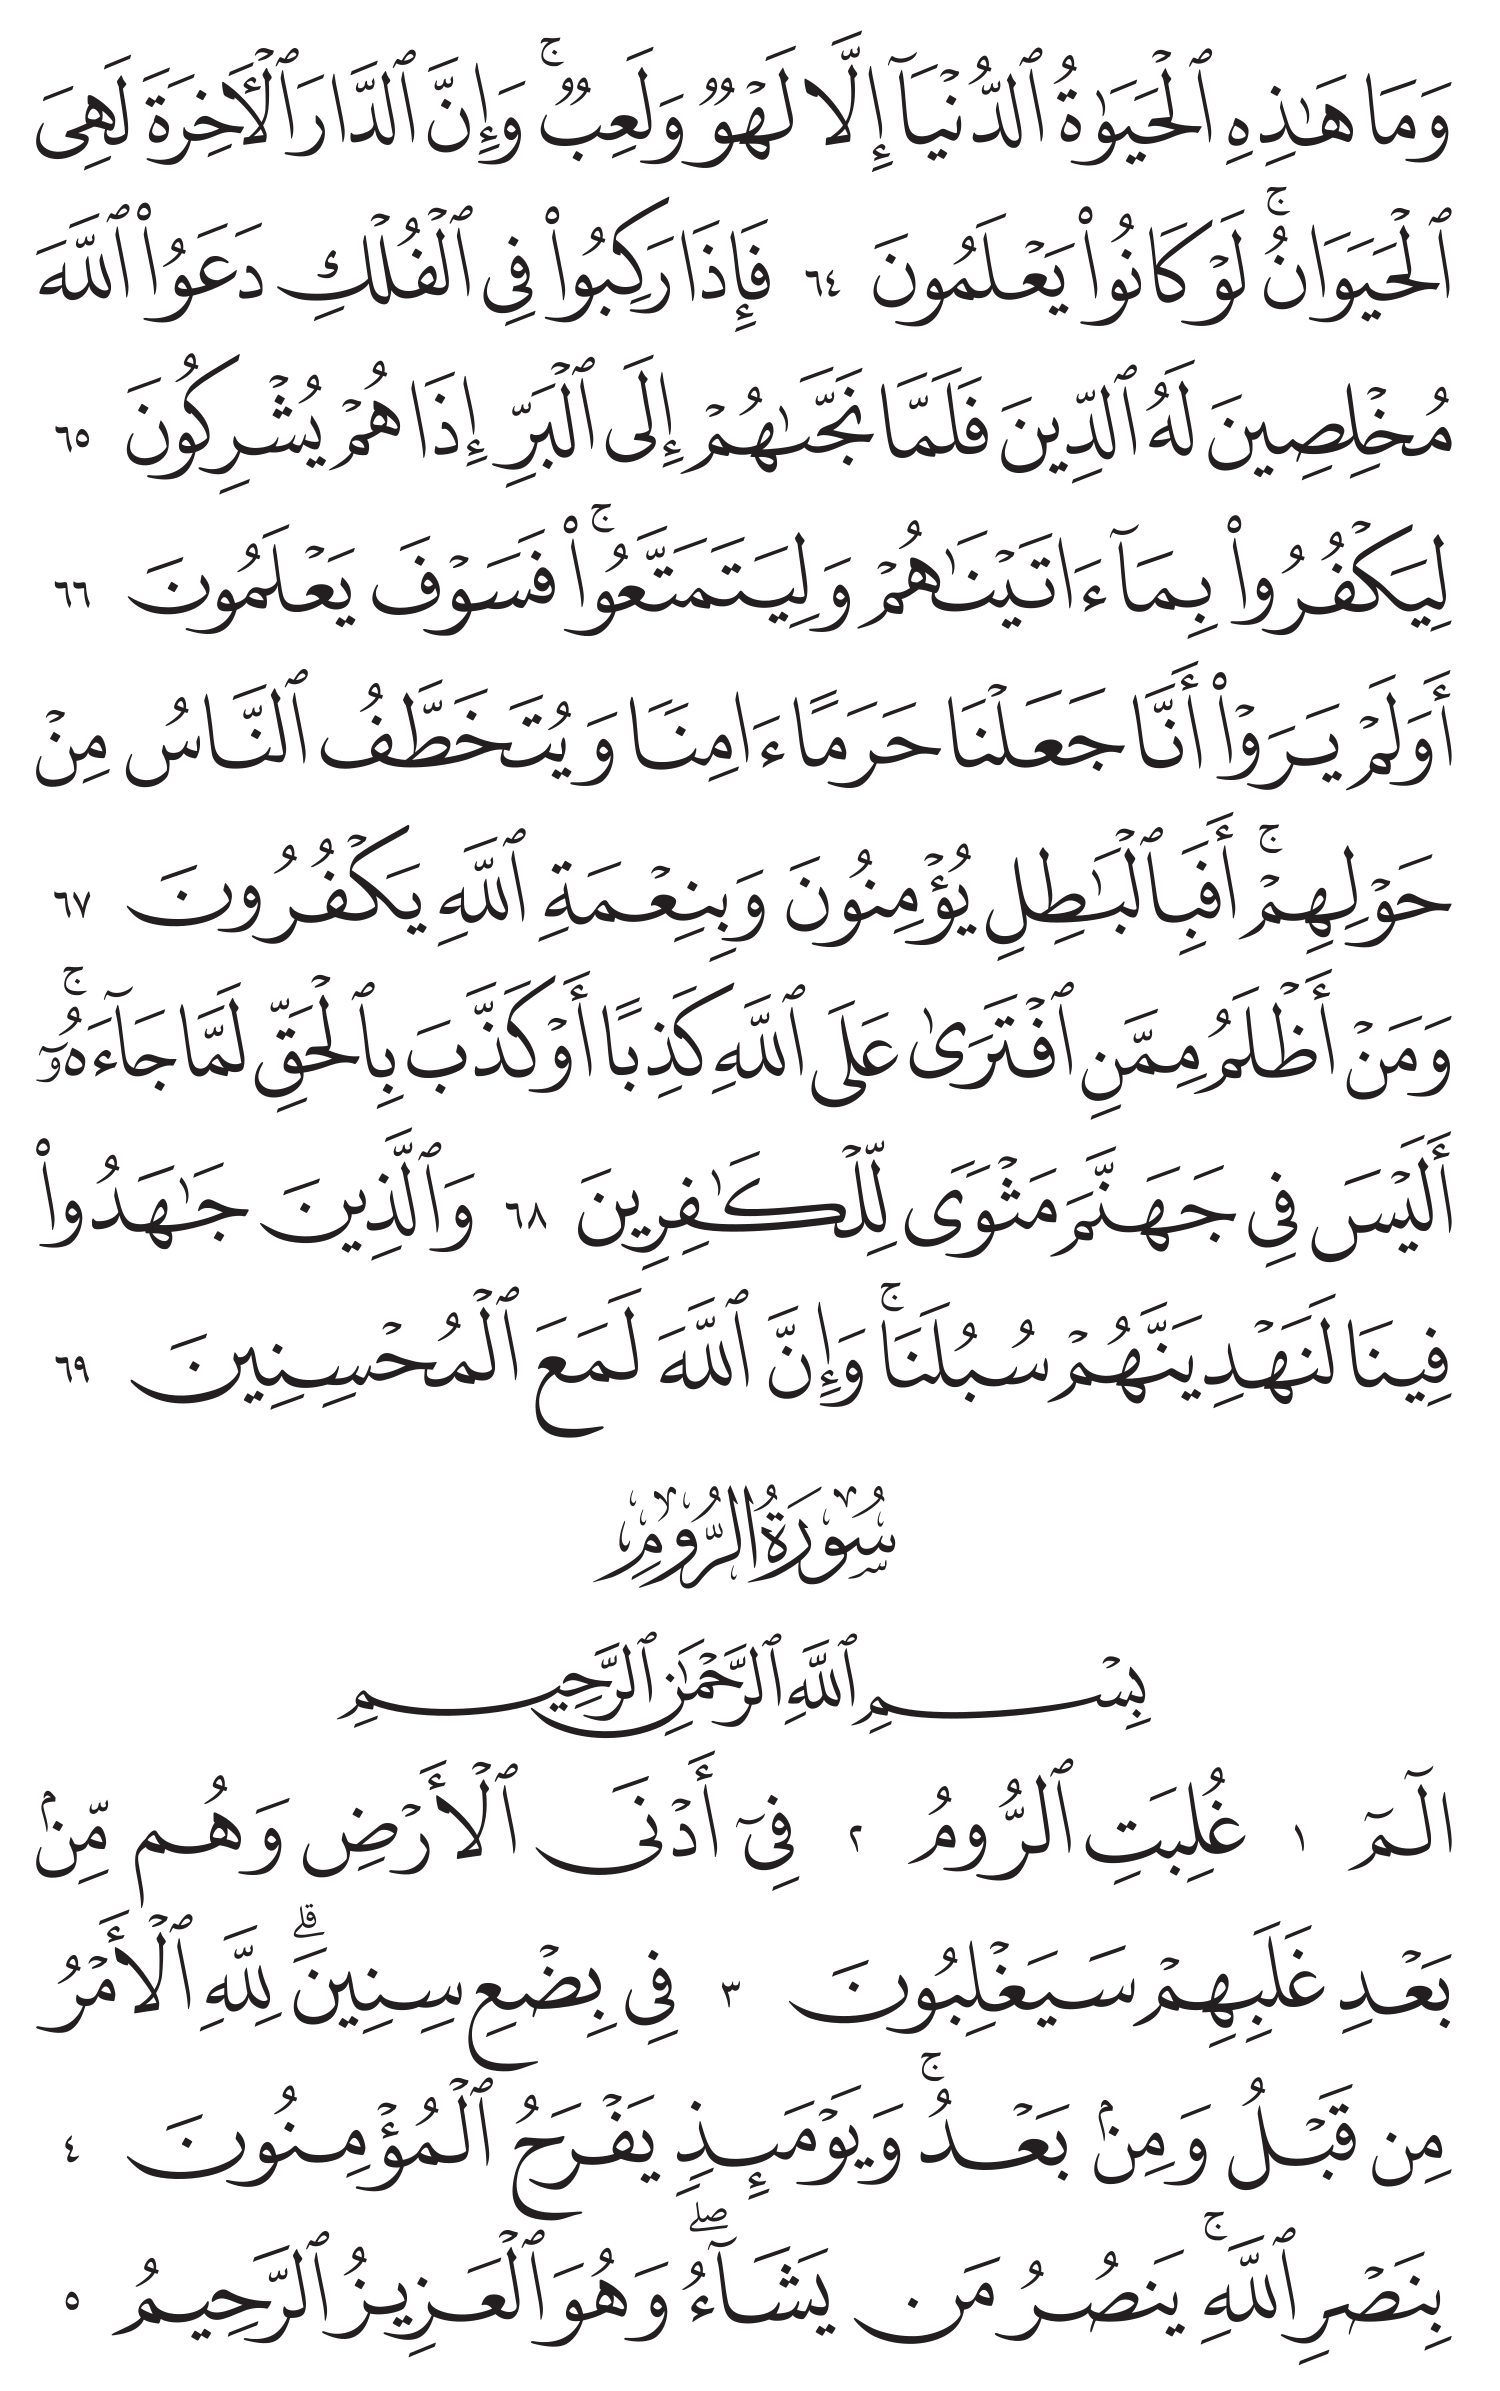 وَمَا هَـٰذِهِ ٱلْحَيَوٰةُ ٱلدُّنْيَآ إِلَّا لَهْوٌۭ وَلَعِبٌۭ ۚ وَإِنَّ ٱلدَّارَ ٱلْـَٔاخِرَةَ لَهِىَ
ٱلْحَيَوَانُ ۚ لَوْ كَانُوا۟ يَعْلَمُونَ ٦٤ فَإِذَا رَكِبُوا۟ فِى ٱلْفُلْكِ دَعَوُا۟ ٱللَّهَ
مُخْلِصِينَ لَهُ ٱلدِّينَ فَلَمَّا نَجَّىٰهُمْ إِلَى ٱلْبَرِّ إِذَا هُمْ يُشْرِكُونَ ٦٥
لِيَكْفُرُوا۟ بِمَآ ءَاتَيْنَـٰهُمْ وَلِيَتَمَتَّعُوا۟ ۚ فَسَوْفَ يَعْلَمُونَ ٦٦
أَوَلَمْ يَرَوْا۟ أَنَّا جَعَلْنَا حَرَمًا ءَامِنًۭا وَيُتَخَطَّفُ ٱلنَّاسُ مِنْ
حَوْلِهِمْ ۚ أَفَبِٱلْبَـٰطِلِ يُؤْمِنُونَ وَبِنِعْمَةِ ٱللَّهِ يَكْفُرُونَ ٦٧
وَمَنْ أَظْلَمُ مِمَّنِ ٱفْتَرَىٰ عَلَى ٱللَّهِ كَذِبًا أَوْ كَذَّبَ بِٱلْحَقِّ لَمَّا جَآءَهُۥٓ ۚ
أَلَيْسَ فِى جَهَنَّمَ مَثْوًۭى لِّلْكَـٰفِرِينَ ٦٨ وَٱلَّذِينَ جَـٰهَدُوا۟
فِينَا لَنَهْدِيَنَّهُمْ سُبُلَنَا ۚ وَإِنَّ ٱللَّهَ لَمَعَ ٱلْمُحْسِنِينَ ٦٩
سُورَةُ الرُّومِ
بِسْمِ ٱللَّهِ ٱلرَّحْمَـٰنِ ٱلرَّحِيمِ
الٓمٓ ١ غُلِبَتِ ٱلرُّومُ ٢ فِىٓ أَدْنَى ٱلْأَرْضِ وَهُم مِّنۢ
بَعْدِ غَلَبِهِمْ سَيَغْلِبُونَ ٣ فِى بِضْعِ سِنِينَ ۗ لِلَّهِ ٱلْأَمْرُ
مِن قَبْلُ وَمِنۢ بَعْدُ ۚ وَيَوْمَئِذٍۢ يَفْرَحُ ٱلْمُؤْمِنُونَ ٤
بِنَصْرِ ٱللَّهِ ۚ يَنصُرُ مَن يَشَآءُ ۖ وَهُوَ ٱلْعَزِيزُ ٱلرَّحِيمُ ٥